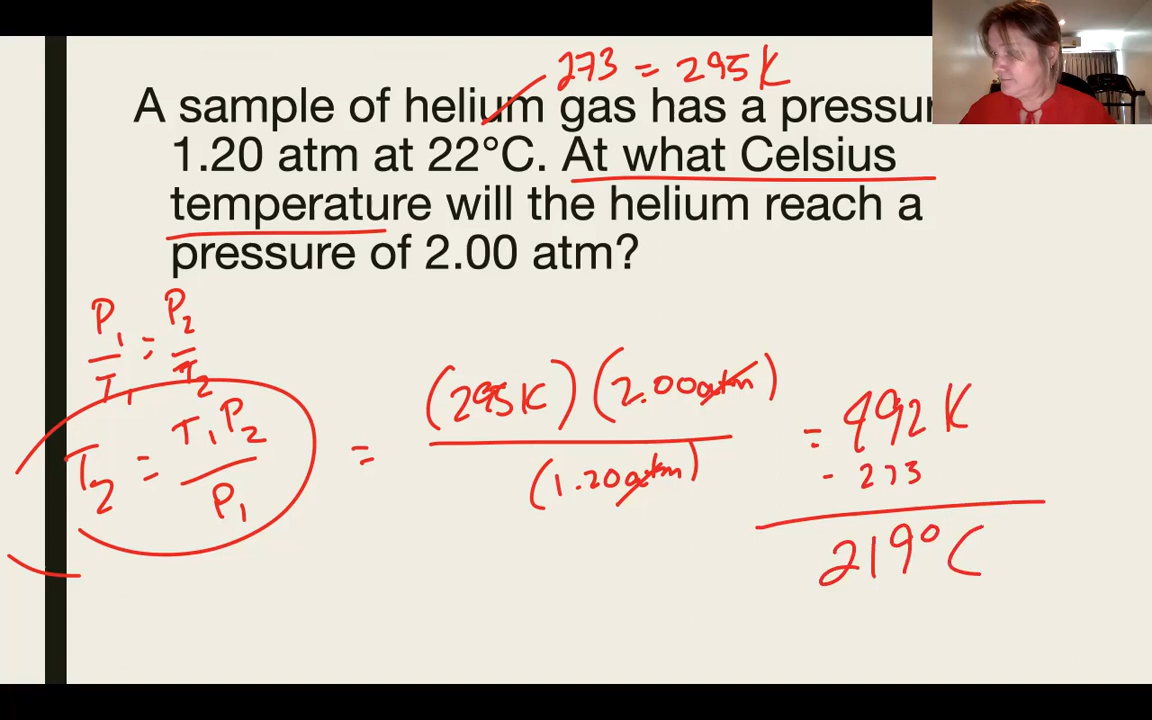 273 = 295 K
A sample of helium gas has a pressur
1.20 atm at 22°C. At what Celsius
temperature will the helium reach a
pressure of 2.00 atm?
P₁/T₁ = P₂/T₂
T₂ = T₁P₂/P₁ = (295 K)(2.00 atm)/(1.20 atm) = 492 K
- 273
219° C